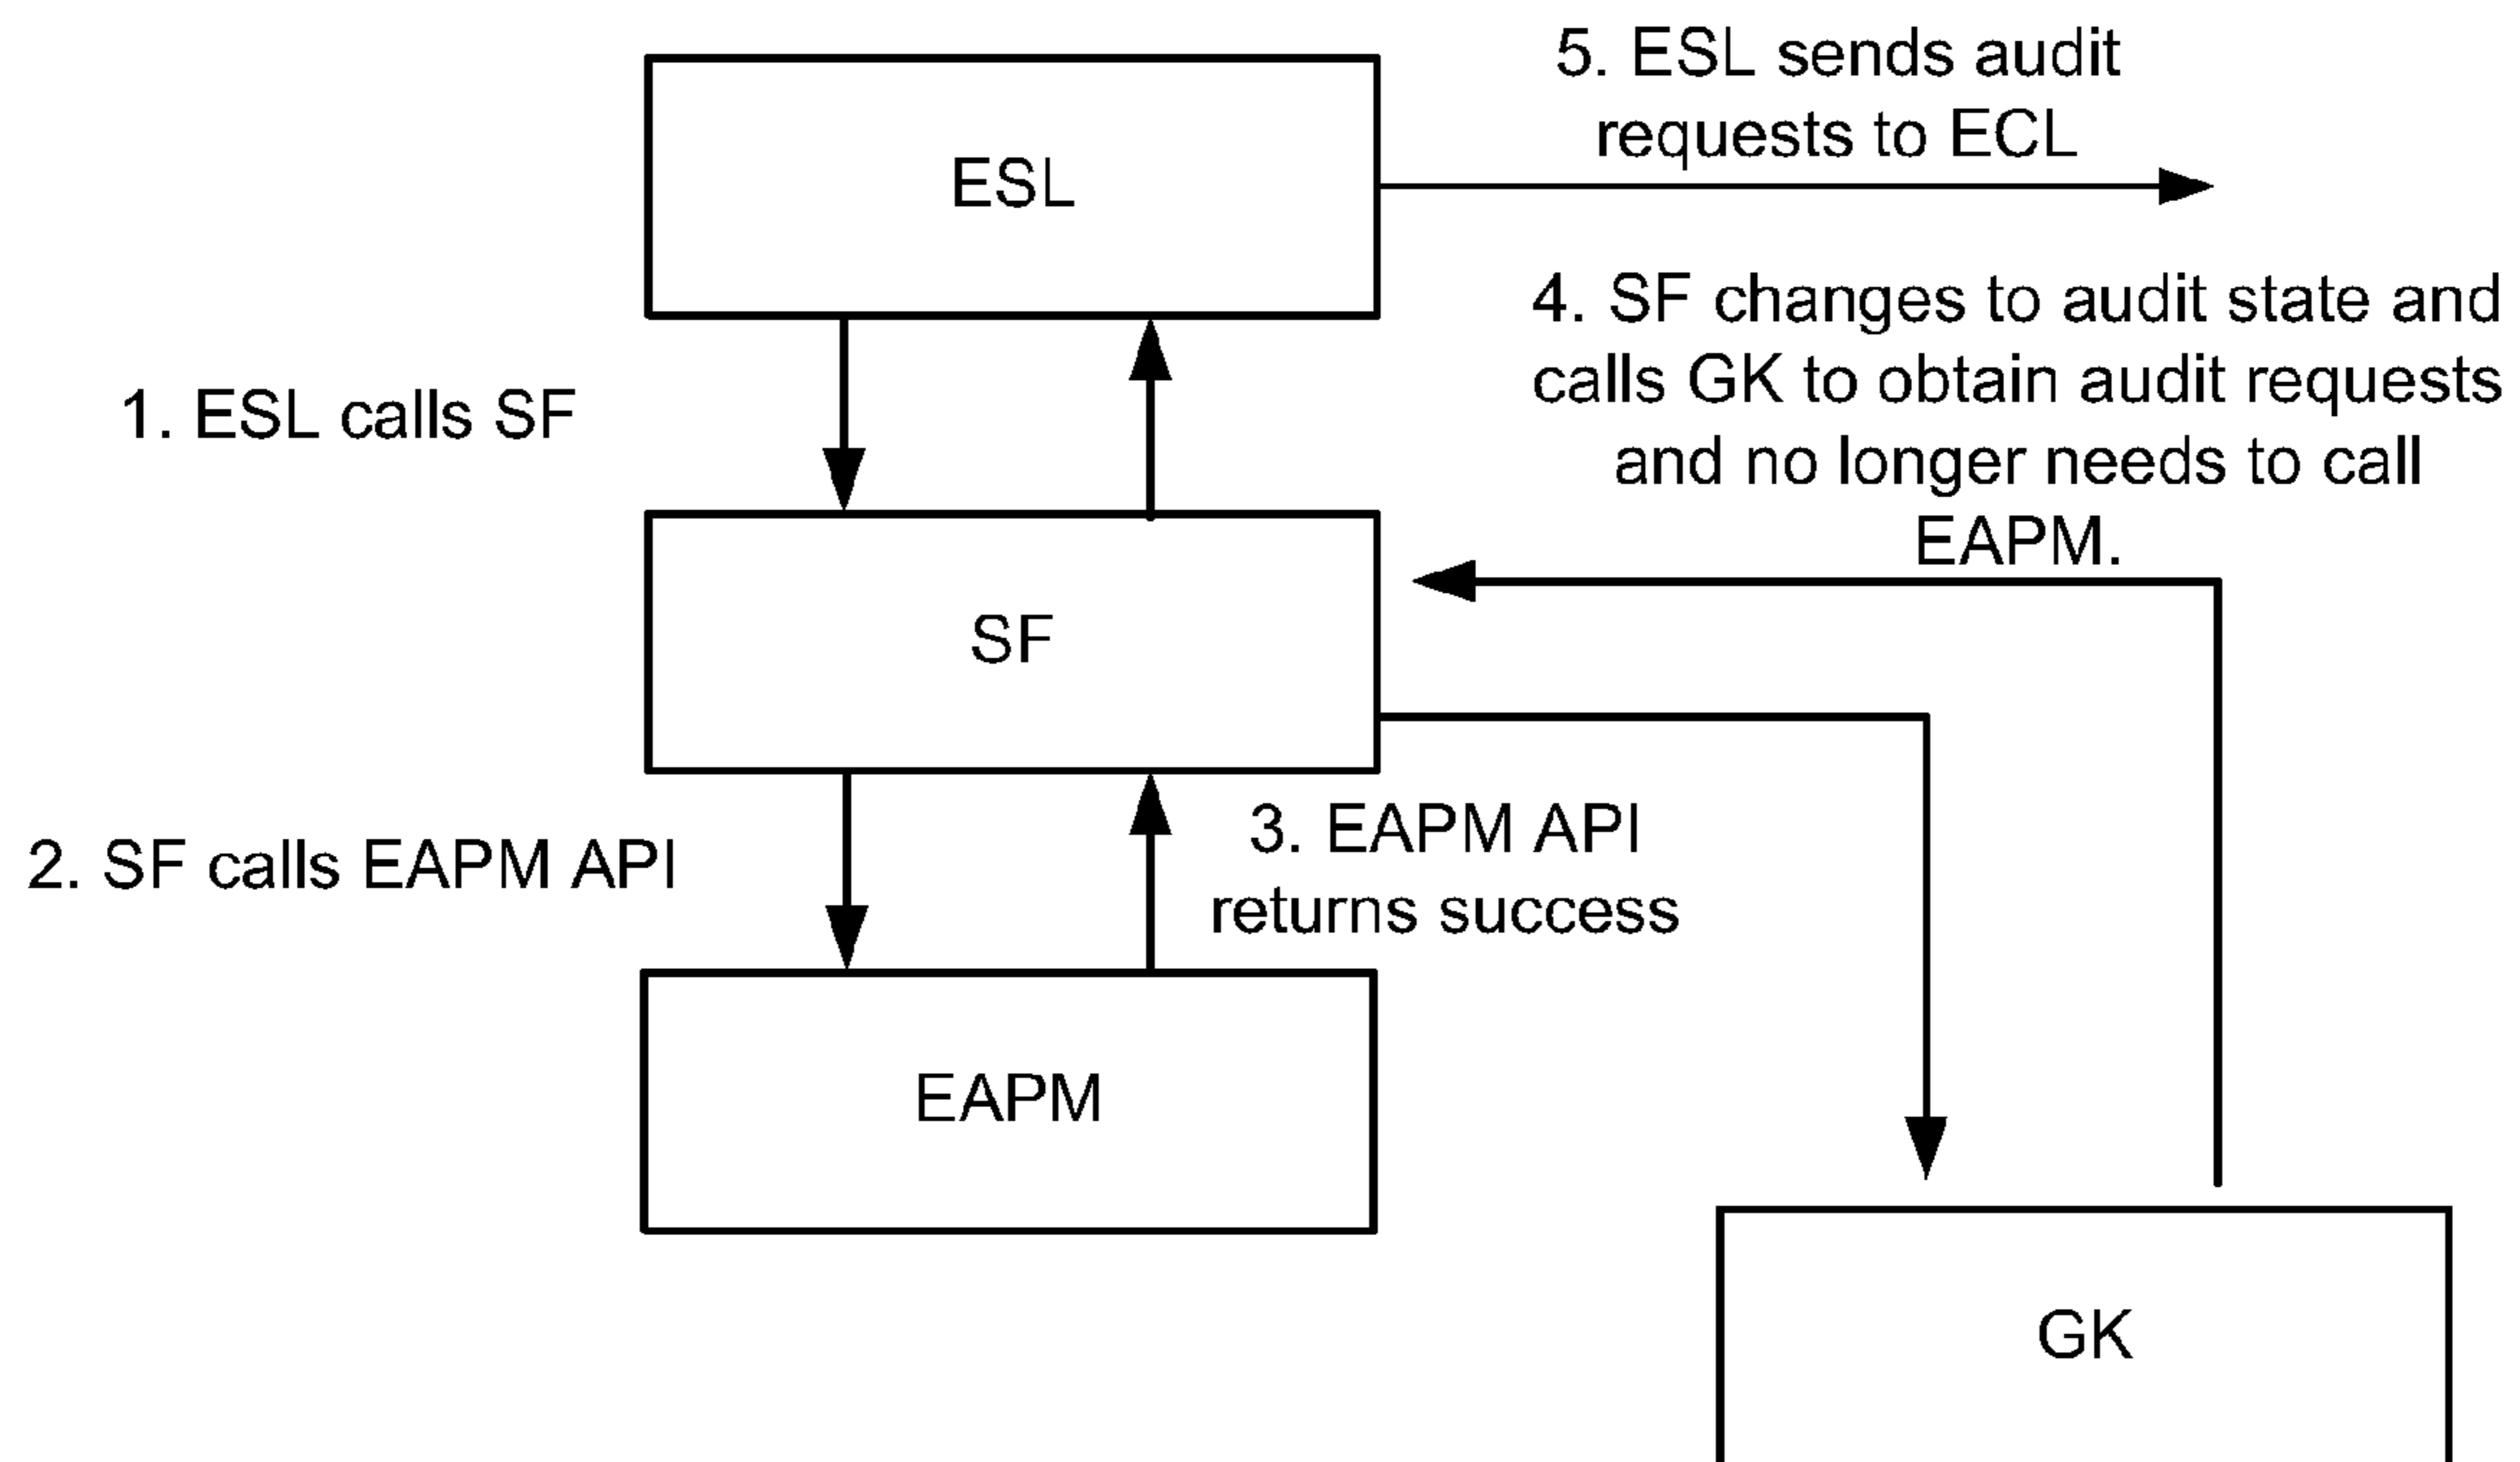 ESL
5. ESL sends audit
requests to ECL
1. ESL calls SF
4. SF changes to audit state and
calls GK to obtain audit requests
and no longer needs to call
EAPM.
SF
2. SF calls EAPM API
3. EAPM API
returns success
EAPM
GK